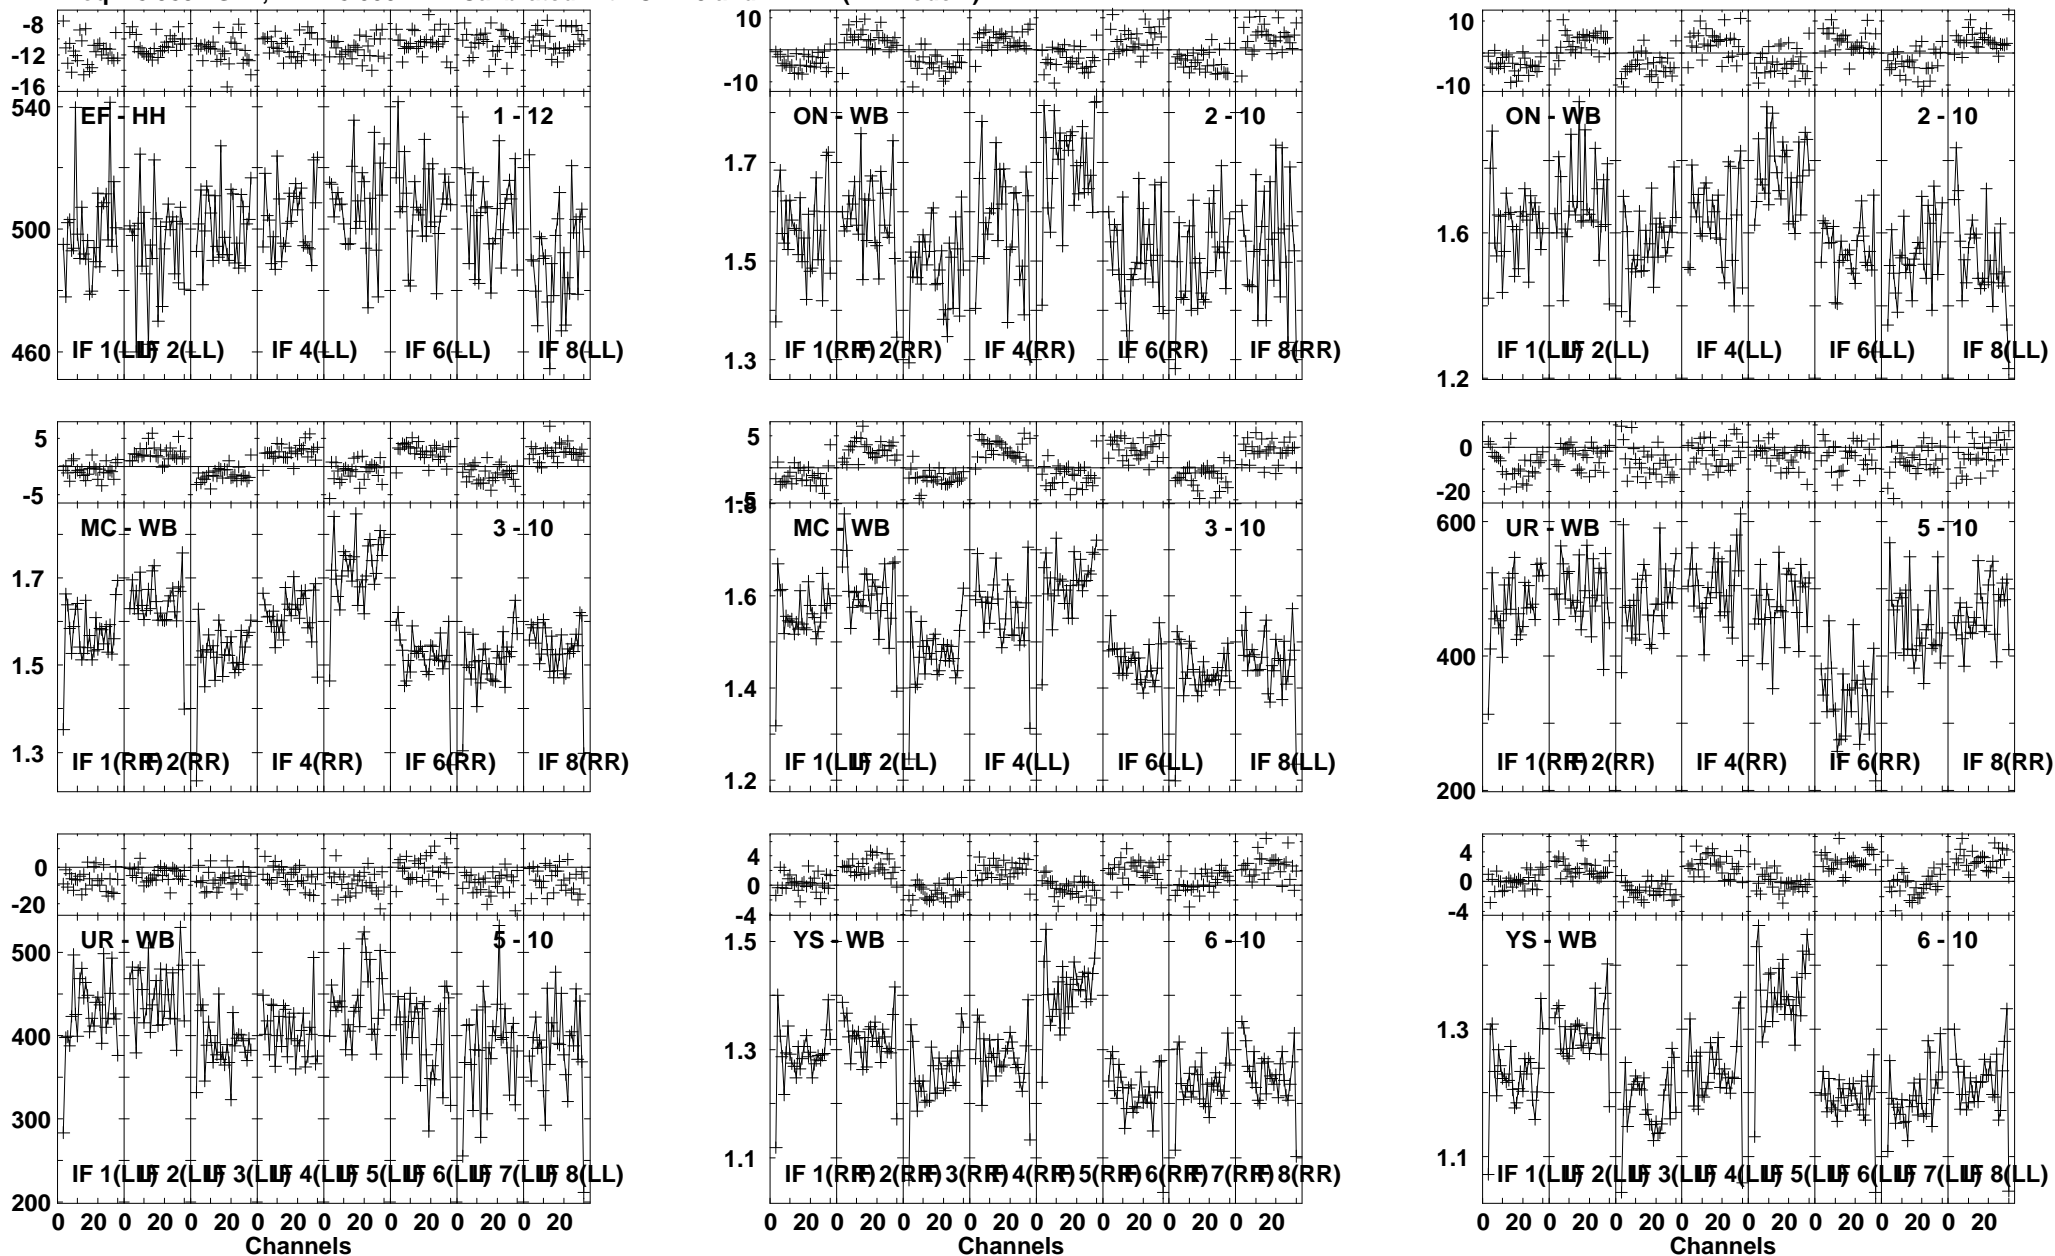 -8
-12
-16
540
500
460
EF - HH 1 - 12
IF 1(LL) IF 2(LL) IF 4(LL) IF 6(LL) IF 8(LL)
10
0
-10
1.7
1.5
1.3
ON - WB 2 - 10
IF 1(RR) IF 2(RR) IF 4(RR) IF 6(RR) IF 8(RR)
10
0
-10
1.6
1.2
ON - WB 2 - 10
IF 1(LL) IF 2(LL) IF 4(LL) IF 6(LL) IF 8(LL)
5
-5
1.7
1.5
1.3
MC - WB 3 - 10
IF 1(RR) IF 2(RR) IF 4(RR) IF 6(RR) IF 8(RR)
5
-5
1.8
1.6
1.4
1.2
MC - WB 3 - 10
IF 1(LL) IF 2(LL) IF 4(LL) IF 6(LL) IF 8(LL)
0
-20
600
400
200
UR - WB 5 - 10
IF 1(RR) IF 2(RR) IF 4(RR) IF 6(RR) IF 8(RR)
0
-20
500
400
300
200
UR - WB 5 - 10
IF 1(LL) IF 2(LL) IF 3(LL) IF 4(LL) IF 5(LL) IF 6(LL) IF 7(LL) IF 8(LL)
0 20 0 20 0 20 0 20 0 20 0 20 0 20 0 20
Channels
4
0
-4
1.5
1.3
1.1
YS - WB 6 - 10
IF 1(RR) IF 2(RR) IF 3(RR) IF 4(RR) IF 5(RR) IF 6(RR) IF 7(RR) IF 8(RR)
0 20 0 20 0 20 0 20 0 20 0 20 0 20 0 20
Channels
4
0
-4
1.3
1.1
YS - WB 6 - 10
IF 1(LL) IF 2(LL) IF 3(LL) IF 4(LL) IF 5(LL) IF 6(LL) IF 7(LL) IF 8(LL)
0 20 0 20 0 20 0 20 0 20 0 20 0 20 0 20
Channels